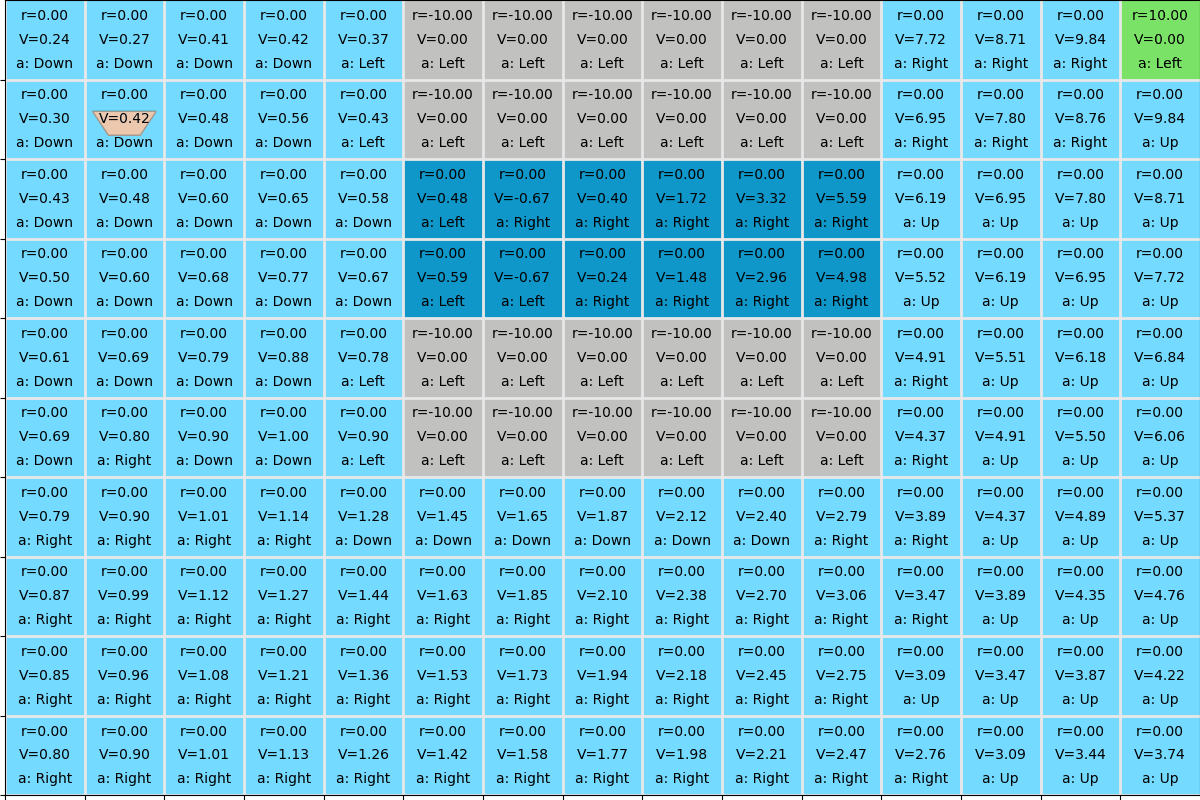 r=0.00 r=0.00 r=0.00 r=0.00 r=0.00 r=-10.00 r=-10.00 r=-10.00 r=-10.00 r=-10.00 r=-10.00 r=0.00 r=0.00 r=0.00 r=10.00
V=0.24 V=0.27 V=0.41 V=0.42 V=0.37 V=0.00 V=0.00 V=0.00 V=0.00 V=0.00 V=0.00 V=7.72 V=8.71 V=9.84 V=0.00
a: Down a: Down a: Down a: Down a: Left a: Left a: Left a: Left a: Left a: Left a: Left a: Right a: Right a: Right a: Left
r=0.00 r=0.00 r=0.00 r=0.00 r=0.00 r=-10.00 r=-10.00 r=-10.00 r=-10.00 r=-10.00 r=-10.00 r=0.00 r=0.00 r=0.00 r=0.00
V=0.30 V=0.42 V=0.48 V=0.56 V=0.43 V=0.00 V=0.00 V=0.00 V=0.00 V=0.00 V=0.00 V=6.95 V=7.80 V=8.76 V=9.84
a: Down a: Down a: Down a: Down a: Left a: Left a: Left a: Left a: Left a: Left a: Left a: Right a: Right a: Right a: Up
r=0.00 r=0.00 r=0.00 r=0.00 r=0.00 r=0.00 r=0.00 r=0.00 r=0.00 r=0.00 r=0.00 r=0.00 r=0.00 r=0.00 r=0.00
V=0.43 V=0.48 V=0.60 V=0.65 V=0.58 V=0.48 V=-0.67 V=0.40 V=1.72 V=3.32 V=5.59 V=6.19 V=6.95 V=7.80 V=8.71
a: Down a: Down a: Down a: Down a: Down a: Left a: Right a: Right a: Right a: Right a: Right a: Up a: Up a: Up a: Up
r=0.00 r=0.00 r=0.00 r=0.00 r=0.00 r=0.00 r=0.00 r=0.00 r=0.00 r=0.00 r=0.00 r=0.00 r=0.00 r=0.00 r=0.00
V=0.50 V=0.60 V=0.68 V=0.77 V=0.67 V=0.59 V=-0.67 V=0.24 V=1.48 V=2.96 V=4.98 V=5.52 V=6.19 V=6.95 V=7.72
a: Down a: Down a: Down a: Down a: Down a: Left a: Left a: Right a: Right a: Right a: Right a: Up a: Up a: Up a: Up
r=0.00 r=0.00 r=0.00 r=0.00 r=0.00 r=-10.00 r=-10.00 r=-10.00 r=-10.00 r=-10.00 r=-10.00 r=0.00 r=0.00 r=0.00 r=0.00
V=0.61 V=0.69 V=0.79 V=0.88 V=0.78 V=0.00 V=0.00 V=0.00 V=0.00 V=0.00 V=0.00 V=4.91 V=5.51 V=6.18 V=6.84
a: Down a: Down a: Down a: Down a: Left a: Left a: Left a: Left a: Left a: Left a: Left a: Right a: Up a: Up a: Up
r=0.00 r=0.00 r=0.00 r=0.00 r=0.00 r=-10.00 r=-10.00 r=-10.00 r=-10.00 r=-10.00 r=-10.00 r=0.00 r=0.00 r=0.00 r=0.00
V=0.69 V=0.80 V=0.90 V=1.00 V=0.90 V=0.00 V=0.00 V=0.00 V=0.00 V=0.00 V=0.00 V=4.37 V=4.91 V=5.50 V=6.06
a: Down a: Right a: Down a: Down a: Left a: Left a: Left a: Left a: Left a: Left a: Left a: Right a: Up a: Up a: Up
r=0.00 r=0.00 r=0.00 r=0.00 r=0.00 r=0.00 r=0.00 r=0.00 r=0.00 r=0.00 r=0.00 r=0.00 r=0.00 r=0.00 r=0.00
V=0.79 V=0.90 V=1.01 V=1.14 V=1.28 V=1.45 V=1.65 V=1.87 V=2.12 V=2.40 V=2.79 V=3.89 V=4.37 V=4.89 V=5.37
a: Right a: Right a: Right a: Right a: Down a: Down a: Down a: Down a: Down a: Down a: Right a: Right a: Up a: Up a: Up
r=0.00 r=0.00 r=0.00 r=0.00 r=0.00 r=0.00 r=0.00 r=0.00 r=0.00 r=0.00 r=0.00 r=0.00 r=0.00 r=0.00 r=0.00
V=0.87 V=0.99 V=1.12 V=1.27 V=1.44 V=1.63 V=1.85 V=2.10 V=2.38 V=2.70 V=3.06 V=3.47 V=3.89 V=4.35 V=4.76
a: Right a: Right a: Right a: Right a: Right a: Right a: Right a: Right a: Right a: Right a: Right a: Right a: Up a: Up a: Up
r=0.00 r=0.00 r=0.00 r=0.00 r=0.00 r=0.00 r=0.00 r=0.00 r=0.00 r=0.00 r=0.00 r=0.00 r=0.00 r=0.00 r=0.00
V=0.85 V=0.96 V=1.08 V=1.21 V=1.36 V=1.53 V=1.73 V=1.94 V=2.18 V=2.45 V=2.75 V=3.09 V=3.47 V=3.87 V=4.22
a: Right a: Right a: Right a: Right a: Right a: Right a: Right a: Right a: Right a: Right a: Right a: Up a: Up a: Up a: Up
r=0.00 r=0.00 r=0.00 r=0.00 r=0.00 r=0.00 r=0.00 r=0.00 r=0.00 r=0.00 r=0.00 r=0.00 r=0.00 r=0.00 r=0.00
V=0.80 V=0.90 V=1.01 V=1.13 V=1.26 V=1.42 V=1.58 V=1.77 V=1.98 V=2.21 V=2.47 V=2.76 V=3.09 V=3.44 V=3.74
a: Right a: Right a: Right a: Right a: Right a: Right a: Right a: Right a: Right a: Right a: Right a: Right a: Up a: Up a: Up